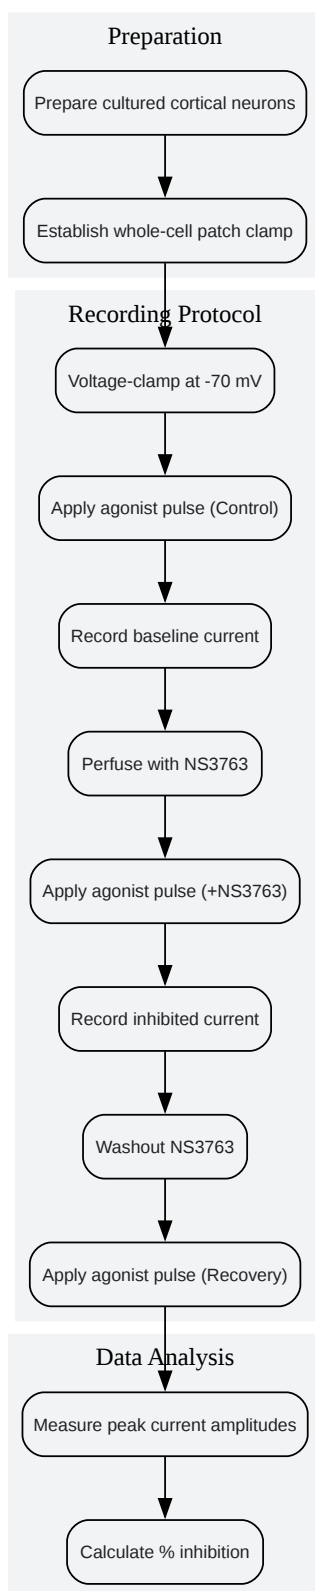 Preparation
Prepare cultured cortical neurons
Establish whole-cell patch clamp
Recording Protocol
Voltage-clamp at -70 mV
Apply agonist pulse (Control)
Record baseline current
Perfuse with NS3763
Apply agonist pulse (+NS3763)
Record inhibited current
Washout NS3763
Apply agonist pulse (Recovery)
Data Analysis
Measure peak current amplitudes
Calculate % inhibition